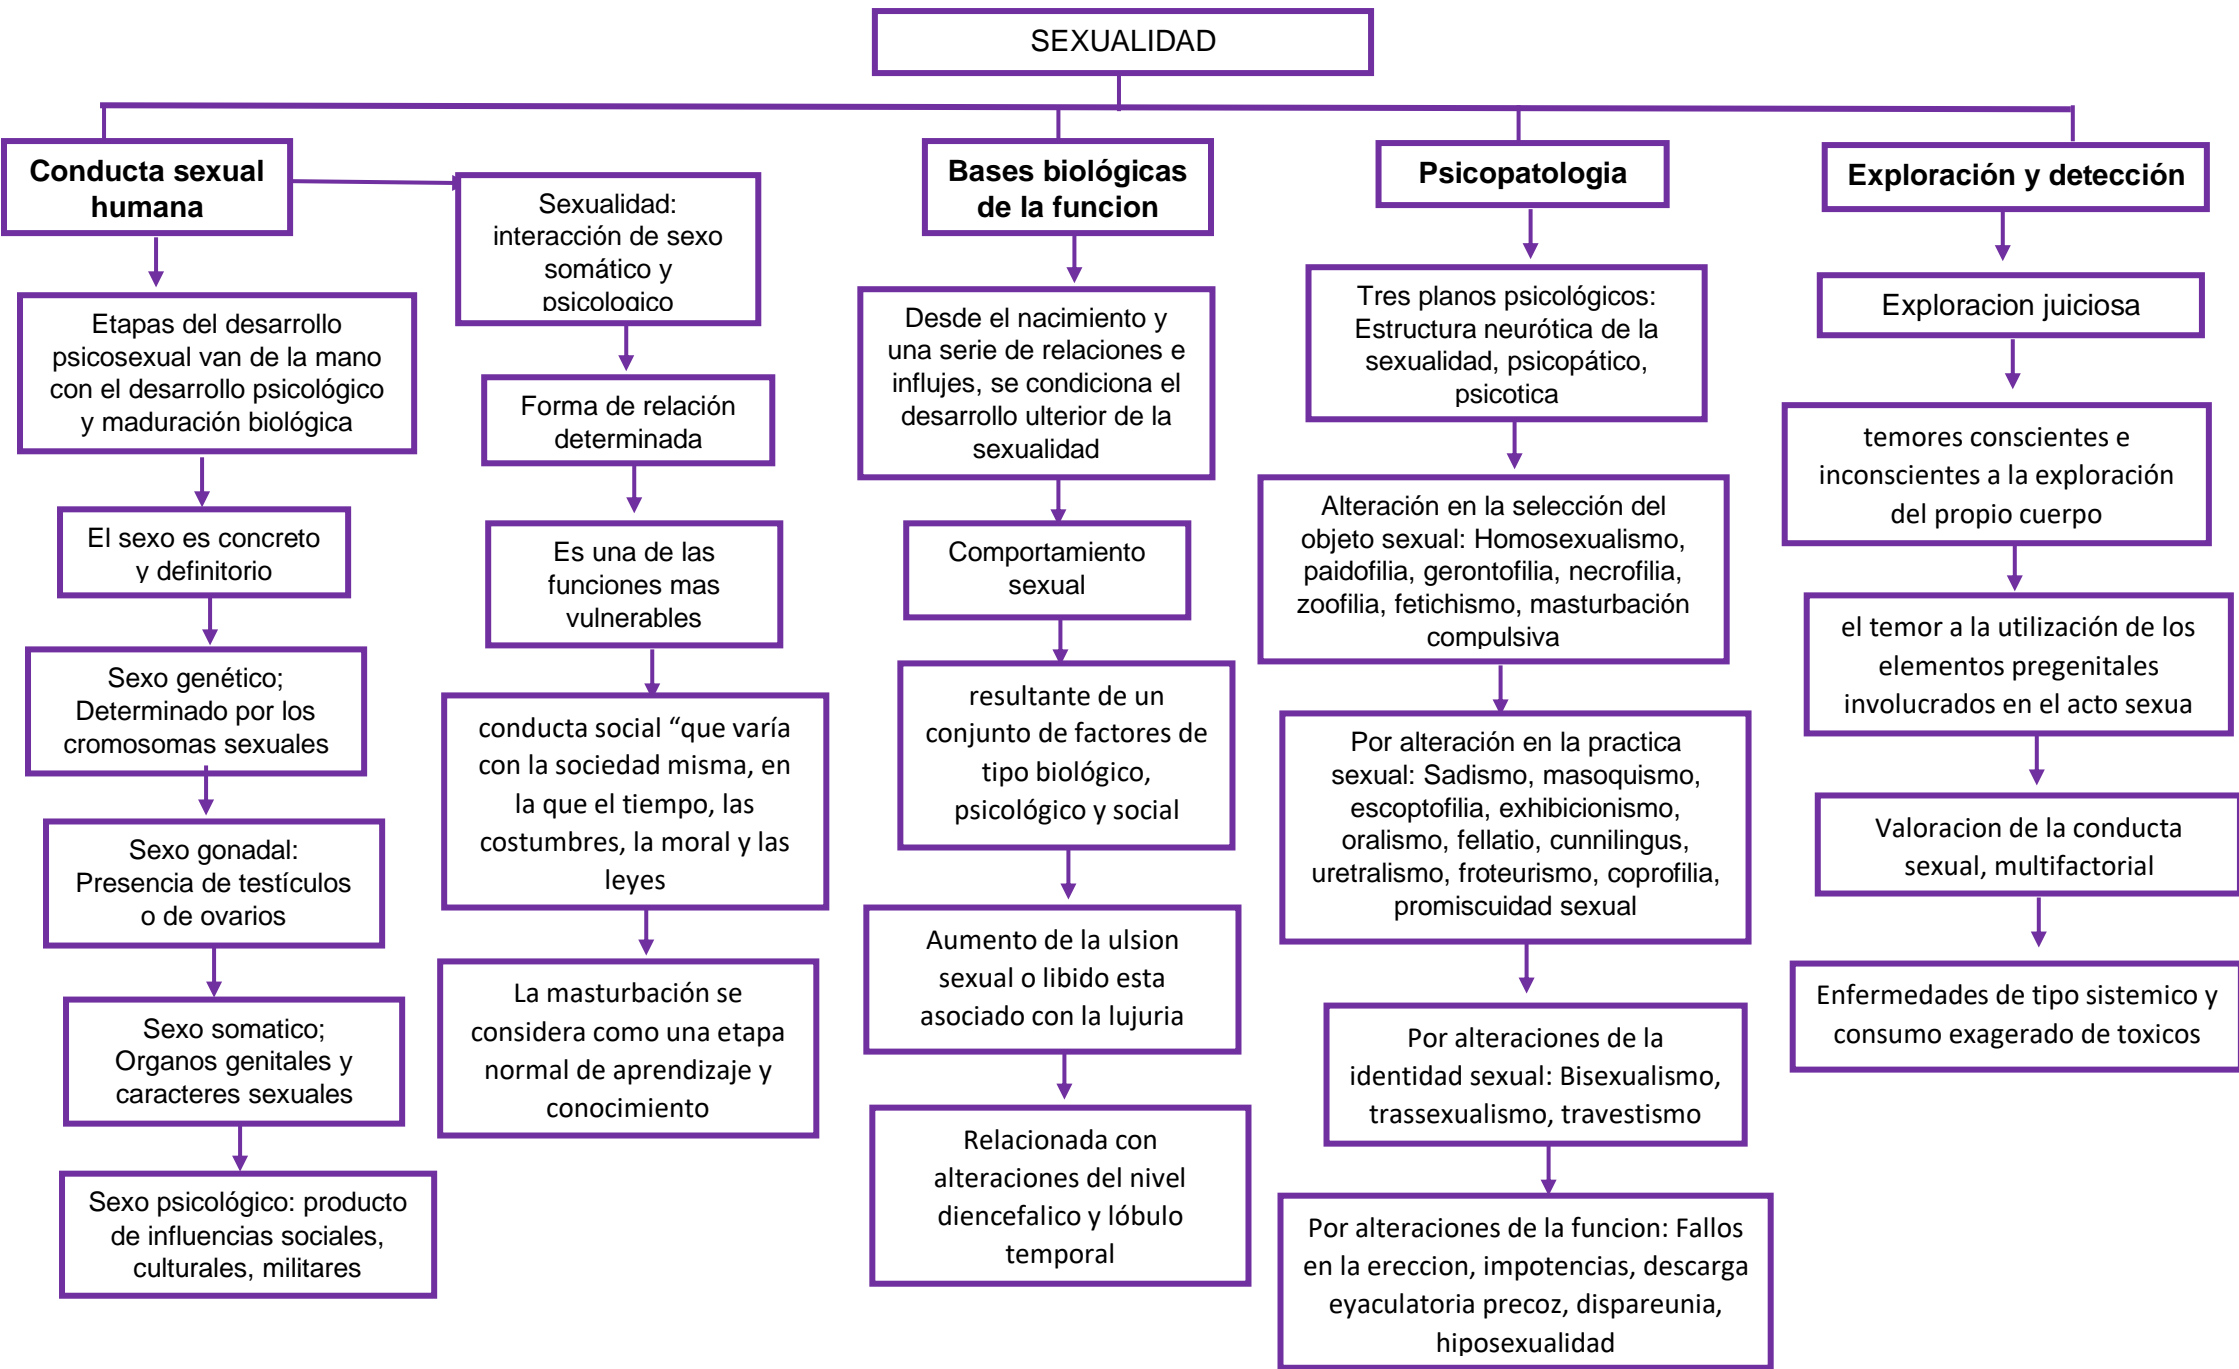 SEXUALIDAD
Conducta sexual
humana
Etapas del desarrollo
psicosexual van de la mano
con el desarrollo psicológico
y maduración biológica
El sexo es concreto
y definitorio
Sexo genético;
Determinado por los
cromosomas sexuales
Sexo gonadal:
Presencia de testículos
o de ovarios
Sexo somatico;
Organos genitales y
caracteres sexuales
Sexo psicológico: producto
de influencias sociales,
culturales, militares
Sexualidad:
interacción de sexo
somático y
psicologico
Forma de relación
determinada
Es una de las
funciones mas
vulnerables
conducta social “que varía
con la sociedad misma, en
la que el tiempo, las
costumbres, la moral y las
leyes
La masturbación se
considera como una etapa
normal de aprendizaje y
conocimiento
Bases biológicas
de la funcion
Desde el nacimiento y
una serie de relaciones e
influjes, se condiciona el
desarrollo ulterior de la
sexualidad
Comportamiento
sexual
resultante de un
conjunto de factores de
tipo biológico,
psicológico y social
Aumento de la ulsion
sexual o libido esta
asociado con la lujuria
Relacionada con
alteraciones del nivel
diencefalico y lóbulo
temporal
Psicopatologia
Tres planos psicológicos:
Estructura neurótica de la
sexualidad, psicopático,
psicotica
Alteración en la selección del
objeto sexual: Homosexualismo,
paidofilia, gerontofilia, necrofilia,
zoofilia, fetichismo, masturbación
compulsiva
Por alteración en la practica
sexual: Sadismo, masoquismo,
escoptofilia, exhibicionismo,
oralismo, fellatio, cunnilingus,
uretralismo, froteurismo, coprofilia,
promiscuidad sexual
Por alteraciones de la
identidad sexual: Bisexualismo,
trassexualismo, travestismo
Por alteraciones de la funcion: Fallos
en la ereccion, impotencias, descarga
eyaculatoria precoz, dispareunia,
hiposexualidad
Exploración y detección
Exploracion juiciosa
temores conscientes e
inconscientes a la exploración
del propio cuerpo
el temor a la utilización de los
elementos pregenitales
involucrados en el acto sexua
Valoracion de la conducta
sexual, multifactorial
Enfermedades de tipo sistemico y
consumo exagerado de toxicos